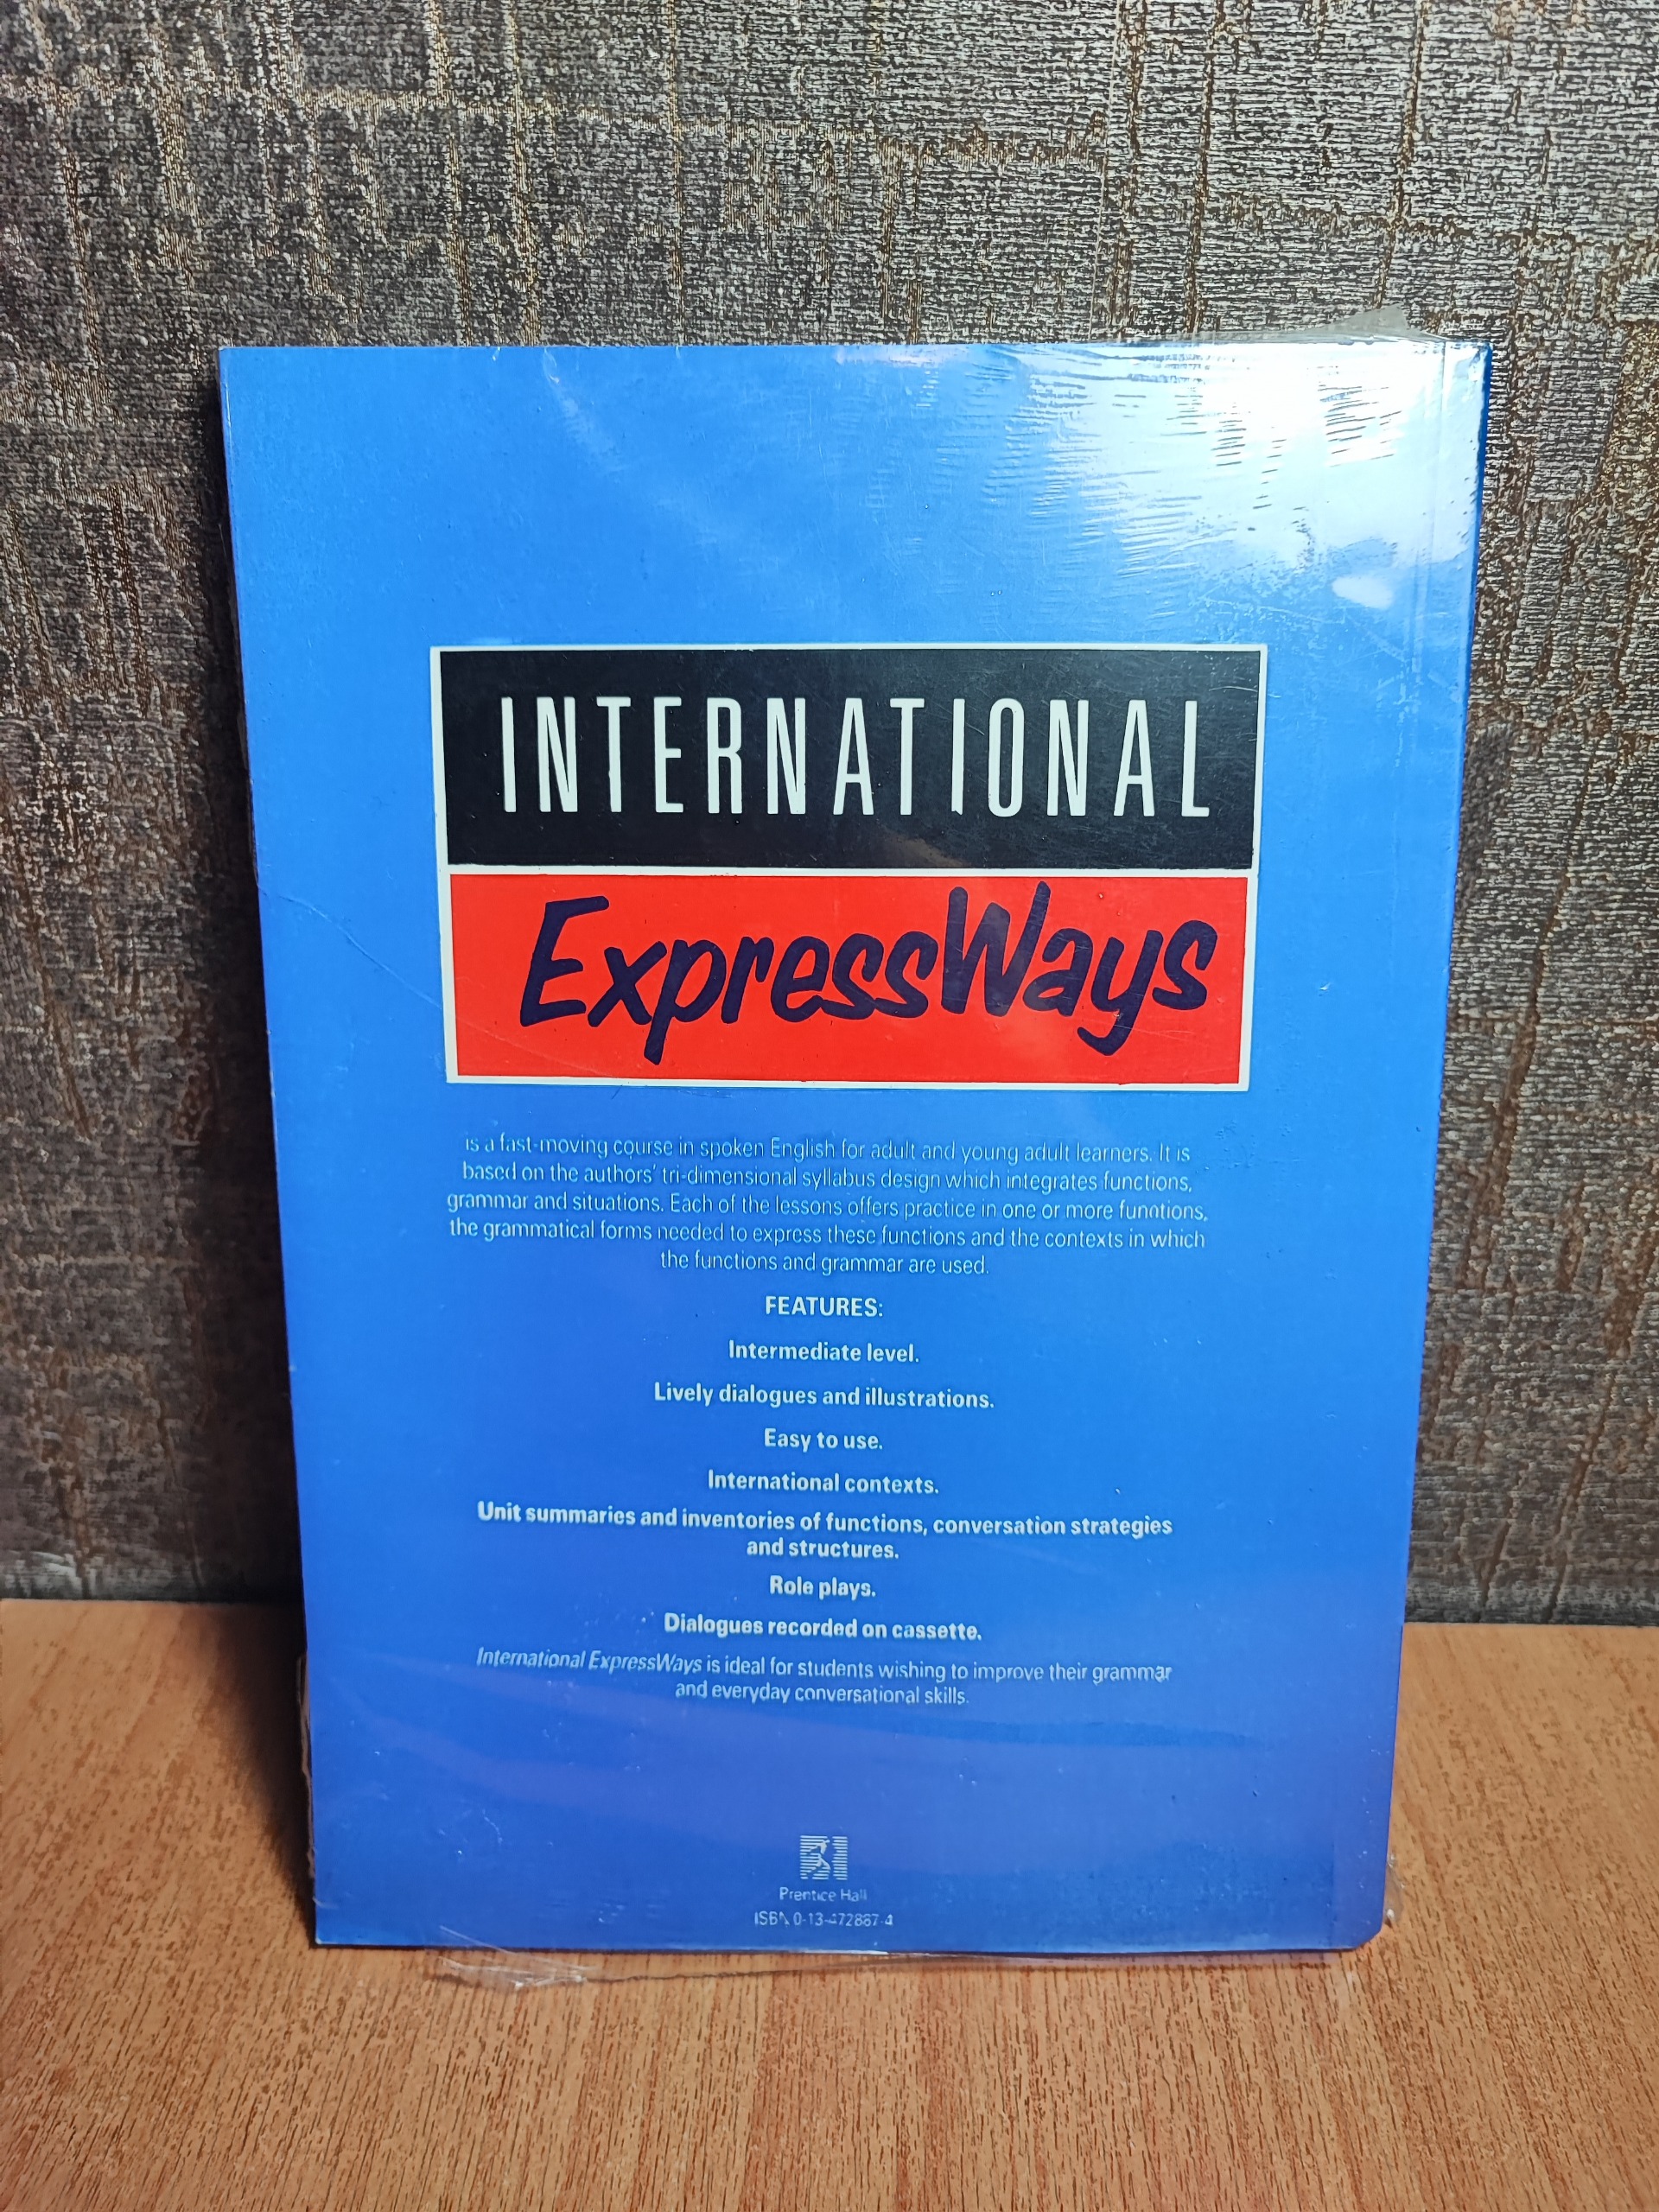 INTERNATIONAL
ExpressWays
is a fast-moving course in spoken English for adult and young adult learners. It is
based on the authors' tri-dimensional syllabus design which integrates functions,
grammar and situations. Each of the lessons offers practice in one or more functions,
the grammatical forms needed to express these functions and the contexts in which
the functions and grammar are used.
FEATURES:
Intermediate level.
Lively dialogues and illustrations.
Easy to use.
International contexts.
Unit summaries and inventories of functions, conversation strategies
and structures.
Role plays.
Dialogues recorded on cassette.
International ExpressWays is ideal for students wishing to improve their grammar
and everyday conversational skills.
Prentice Hall
ISBN 0-13-472887-4